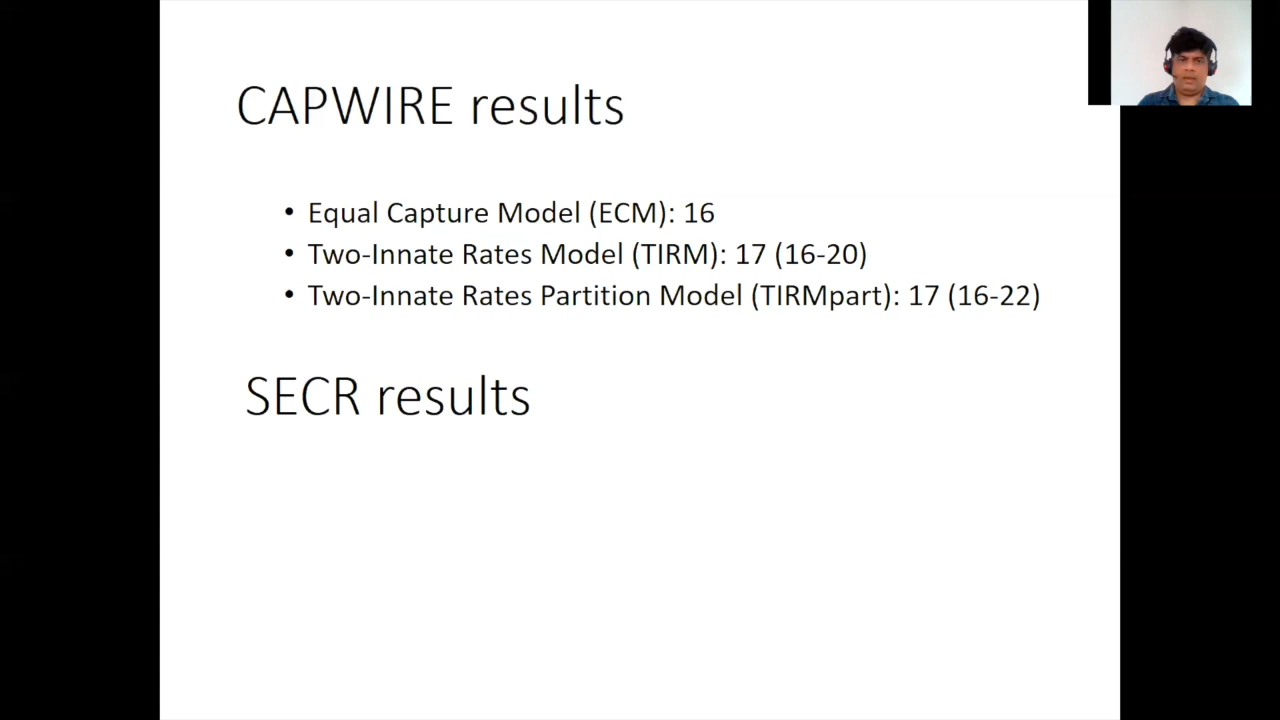 CAPWIRE results
• Equal Capture Model (ECM): 16
• Two-Innate Rates Model (TIRM): 17 (16-20)
• Two-Innate Rates Partition Model (TIRMpart): 17 (16-22)
SECR results